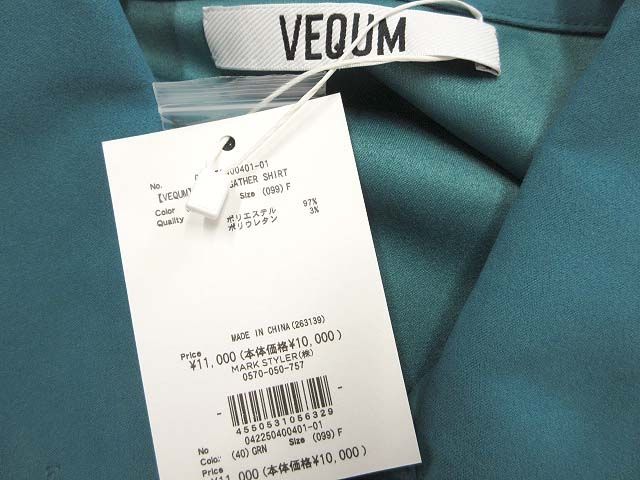 VEQUM
No. 400401-01
【VEQUM】 GATHER SHIRT
Color Size (099) F
Quality ポリエステル 97%
ポリウレタン 3%
MADE IN CHINA(263139)
Price
¥11,000(本体価格¥10,000)
MARK STYLER(株)
0570-050-757
4550531056329
No 042250400401-01
Color (40) GRN Size (099) F
Price ¥11,000(本体価格¥10,000)